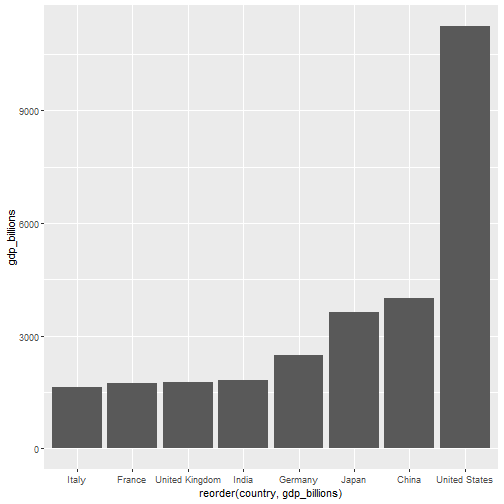 gdp_billions
9000
6000
3000
0
Italy France United Kingdom India Germany Japan China United States
reorder(country, gdp_billions)